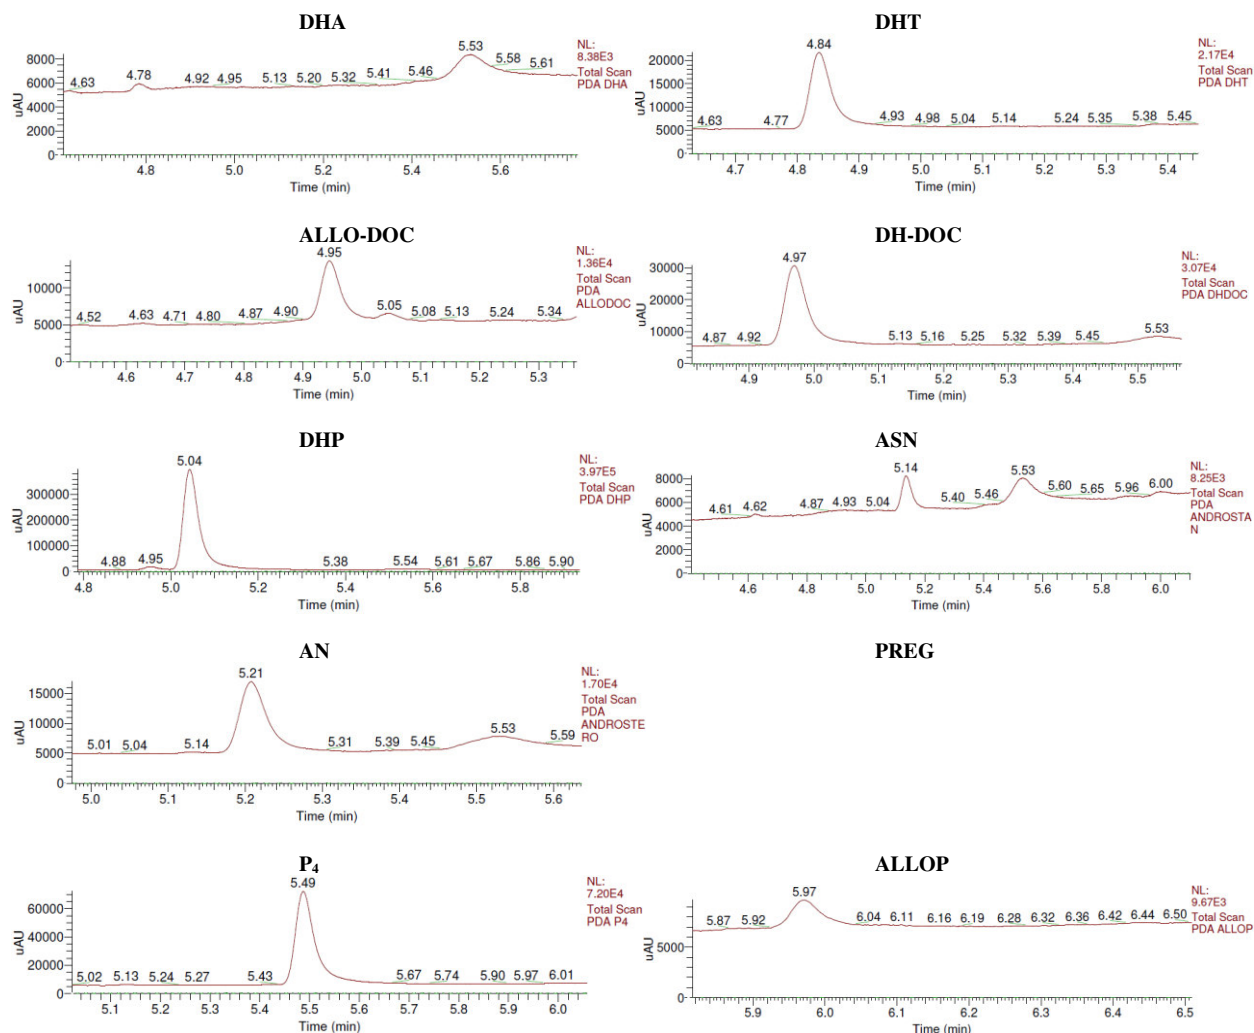 DHA
4.63 4.78 4.92 4.95 5.13 5.20 5.32 5.41 5.46 5.53 5.58 5.61
NL:
8.38E3
Total Scan
PDA DHA
8000
6000
4000
2000
0
uAU
4.8 5.0 5.2 5.4 5.6
Time (min)
DHT
4.63 4.77 4.84 4.93 4.98 5.04 5.14 5.24 5.35 5.38 5.45
NL:
2.17E4
Total Scan
PDA DHT
20000
15000
10000
5000
0
uAU
4.7 4.8 4.9 5.0 5.1 5.2 5.3 5.4
Time (min)
ALLO-DOC
4.52 4.63 4.71 4.80 4.87 4.90 4.95 5.05 5.08 5.13 5.24 5.34
NL:
1.36E4
Total Scan
PDA
ALLODOC
10000
5000
0
uAU
4.6 4.7 4.8 4.9 5.0 5.1 5.2 5.3
Time (min)
DH-DOC
4.87 4.92 4.97 5.13 5.16 5.25 5.32 5.39 5.45 5.53
NL:
3.07E4
Total Scan
PDA DHDOC
30000
20000
10000
0
uAU
4.9 5.0 5.1 5.2 5.3 5.4 5.5
Time (min)
DHP
4.88 4.95 5.04 5.38 5.54 5.61 5.67 5.86 5.90
NL:
3.97E5
Total Scan
PDA DHP
300000
200000
100000
0
uAU
4.8 5.0 5.2 5.4 5.6 5.8
Time (min)
ASN
4.61 4.62 4.87 4.93 5.04 5.14 5.40 5.46 5.53 5.60 5.65 5.96 6.00
NL:
8.25E3
Total Scan
PDA
ANDROSTA
N
8000
6000
4000
2000
0
uAU
4.6 4.8 5.0 5.2 5.4 5.6 5.8 6.0
Time (min)
AN
5.01 5.04 5.14 5.21 5.31 5.39 5.45 5.53 5.59
NL:
1.70E4
Total Scan
PDA
ANDROSTE
RO
15000
10000
5000
0
uAU
5.0 5.1 5.2 5.3 5.4 5.5 5.6
Time (min)
PREG
P₄
5.02 5.13 5.24 5.27 5.43 5.49 5.67 5.74 5.90 5.97 6.01
NL:
7.20E4
Total Scan
PDA P4
60000
40000
20000
0
uAU
5.1 5.2 5.3 5.4 5.5 5.6 5.7 5.8 5.9 6.0
Time (min)
ALLOP
5.87 5.92 5.97 6.04 6.11 6.16 6.19 6.28 6.32 6.36 6.42 6.44 6.50
NL:
9.67E3
Total Scan
PDA ALLOP
5000
0
uAU
5.9 6.0 6.1 6.2 6.3 6.4 6.5
Time (min)